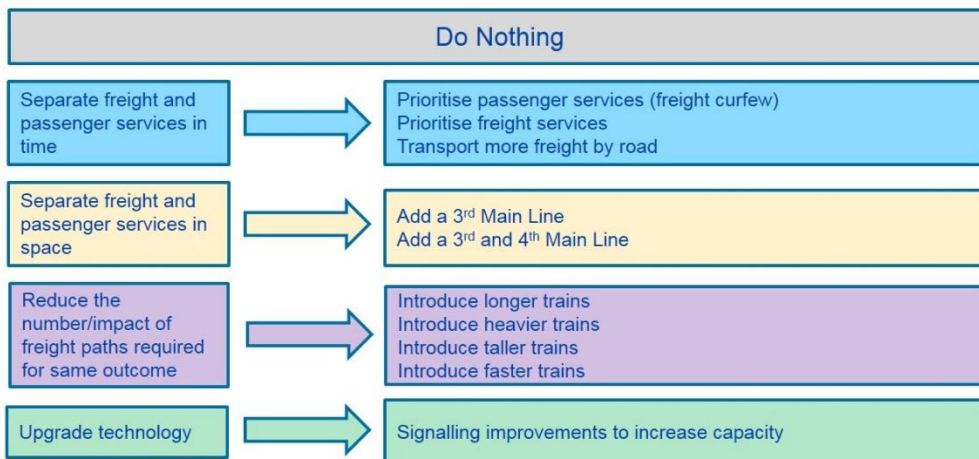 Do Nothing
Separate freight and
passenger services in
time
Prioritise passenger services (freight curfew)
Prioritise freight services
Transport more freight by road
Separate freight and
passenger services in
space
Add a 3rd Main Line
Add a 3rd and 4th Main Line
Reduce the
number/impact of
freight paths required
for same outcome
Introduce longer trains
Introduce heavier trains
Introduce taller trains
Introduce faster trains
Upgrade technology
Signalling improvements to increase capacity